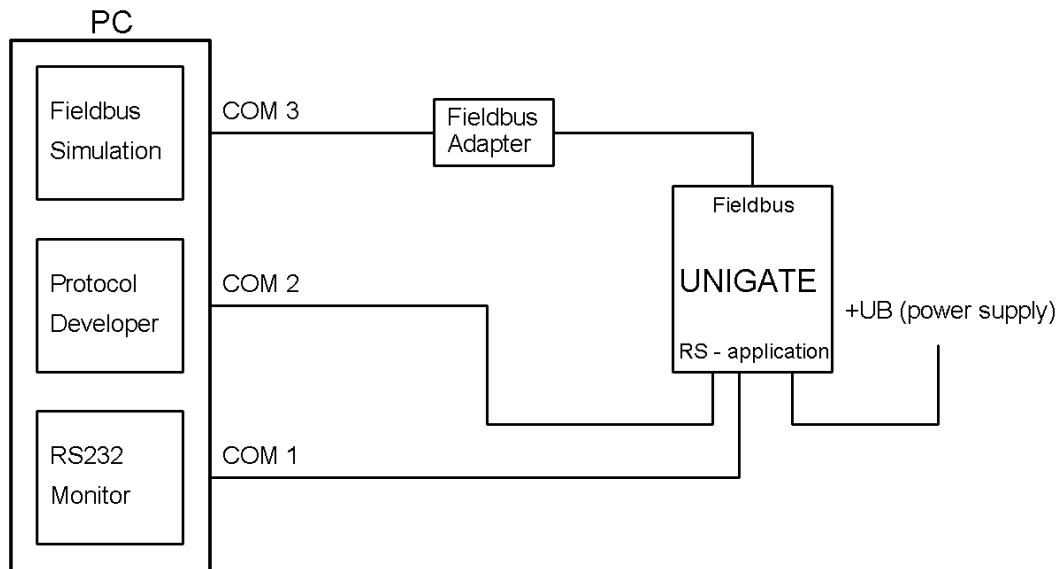 PC
Fieldbus
Simulation
COM 3
Fieldbus
Adapter
Fieldbus
UNIGATE
RS - application
+UB (power supply)
Protocol
Developer
COM 2
RS232
Monitor
COM 1